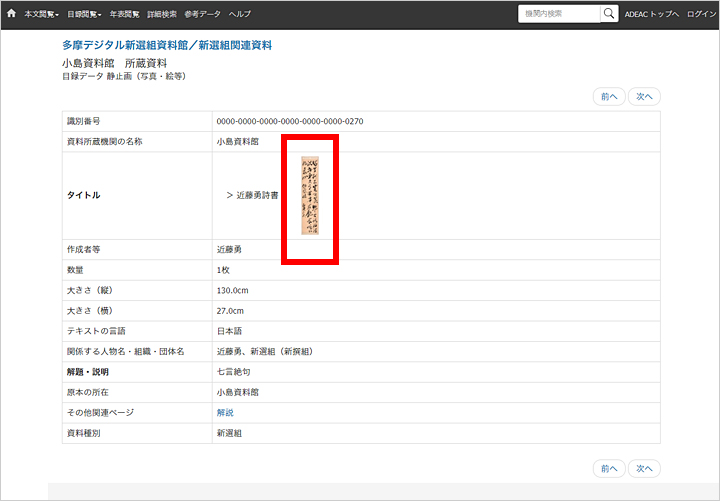 本文閲覧▾ 目録閲覧▾ 年表閲覧 詳細検索 参考データ ヘルプ 機関内検索 ADEAC トップへ ログイン
多摩デジタル新選組資料館／新選組関連資料
小島資料館 所蔵資料
目録データ 静止画（写真・絵等）
前へ 次へ
識別番号 0000-0000-0000-0000-0000-0000-0270
資料所蔵機関の名称 小島資料館
タイトル ＞ 近藤勇詩書
作成者等 近藤勇
数量 1枚
大きさ（縦） 130.0cm
大きさ（横） 27.0cm
テキストの言語 日本語
関係する人物名・組織・団体名 近藤勇、新選組（新撰組）
解題・説明 七言絶句
原本の所在 小島資料館
その他関連ページ 解説
資料種別 新選組
前へ 次へ